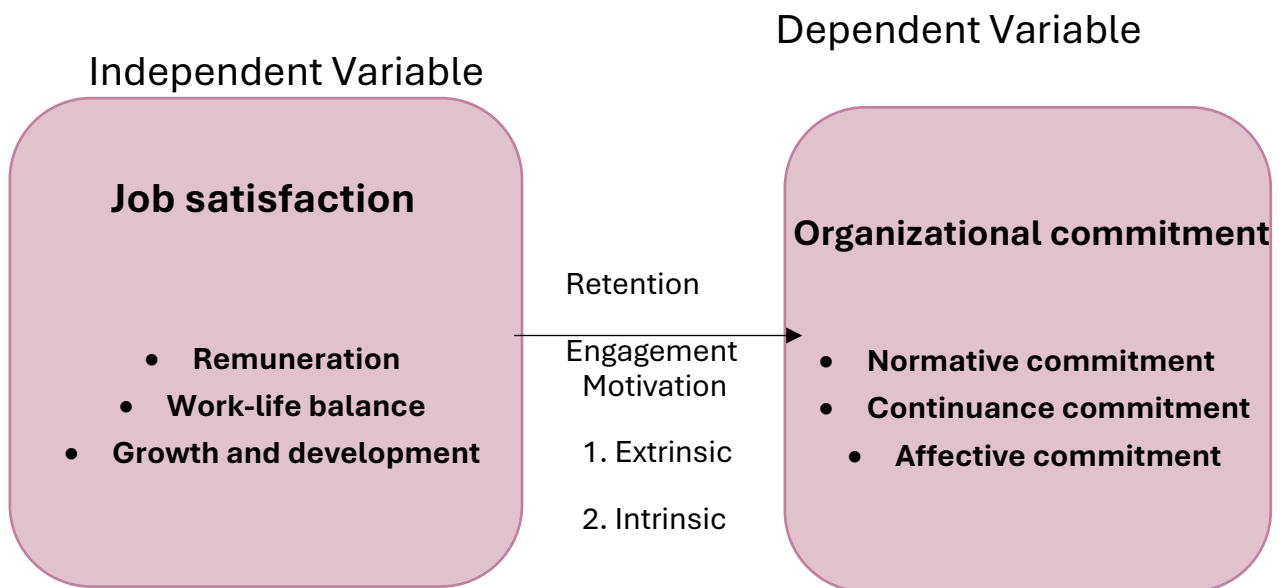 Independent Variable
Job satisfaction
• Remuneration
• Work-life balance
• Growth and development
Retention
Engagement
Motivation
1. Extrinsic
2. Intrinsic
Dependent Variable
Organizational commitment
• Normative commitment
• Continuance commitment
• Affective commitment